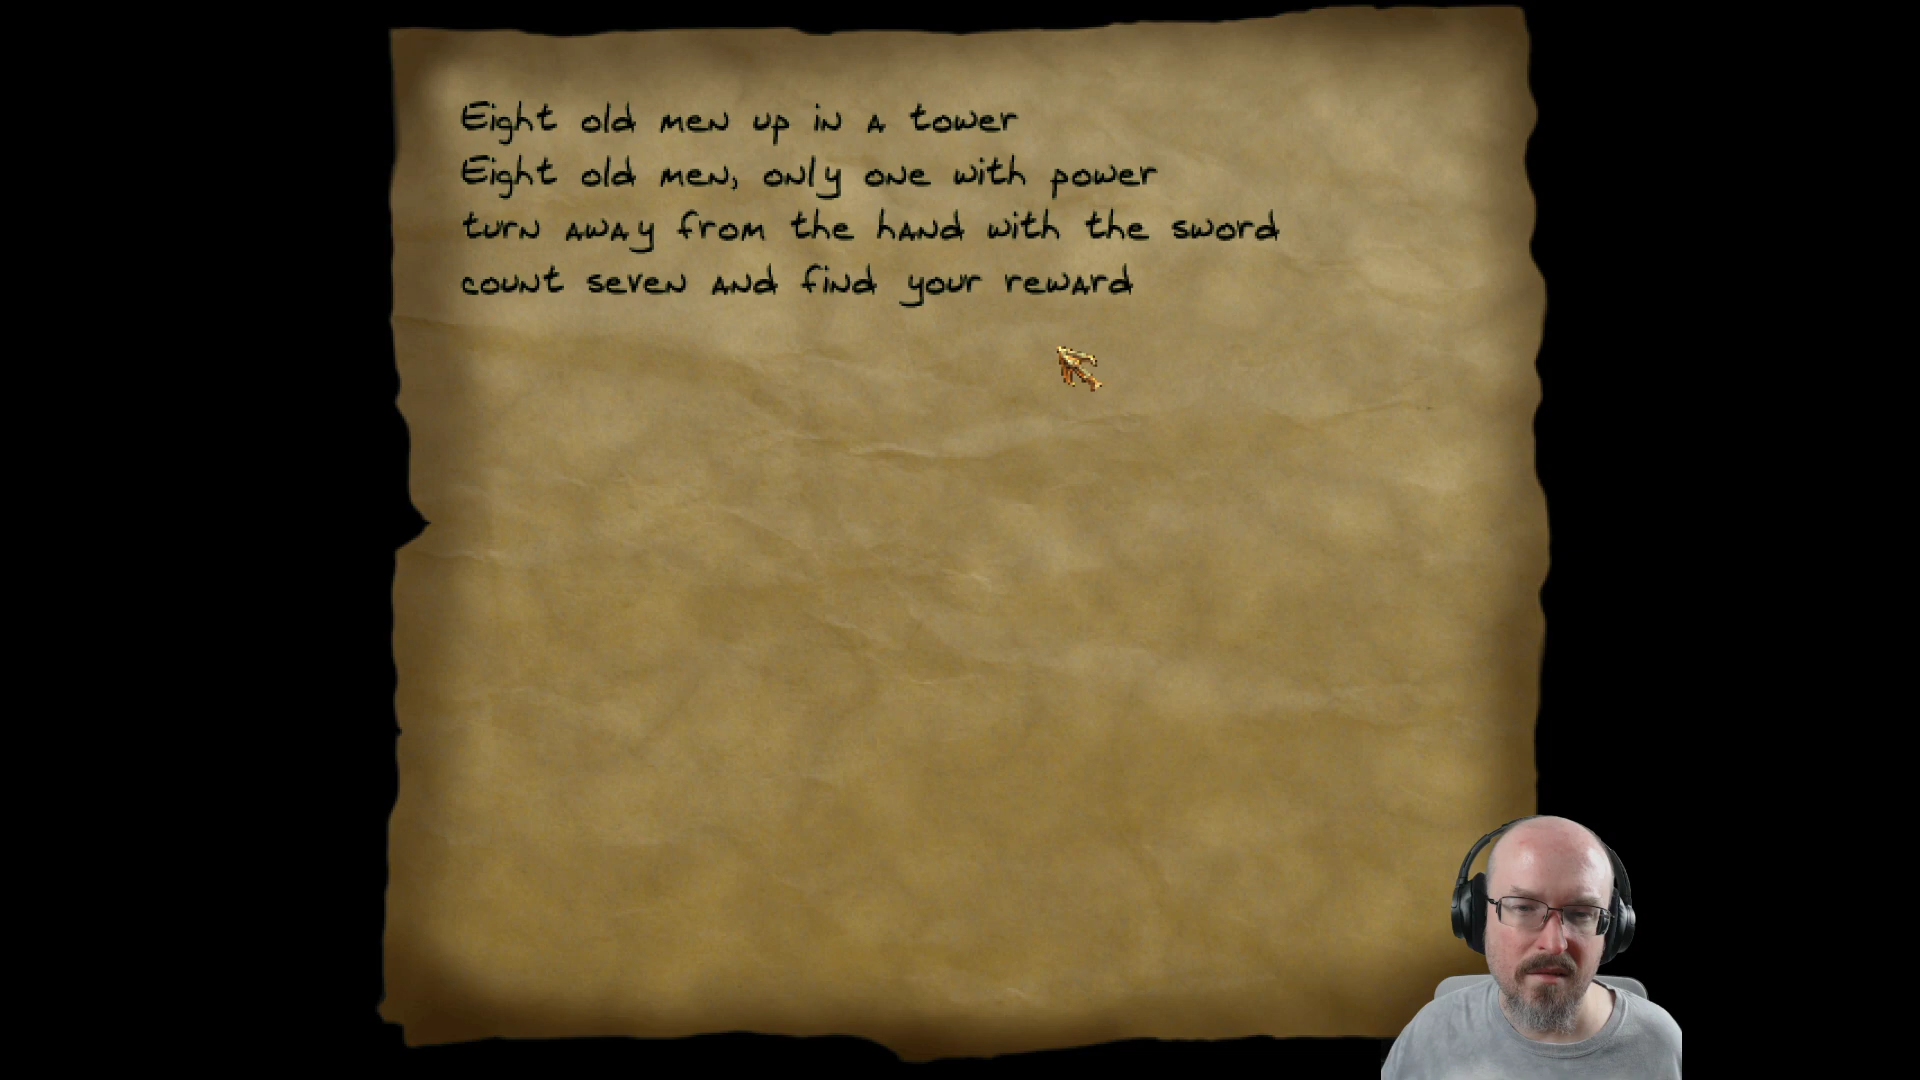 Eight old men up in a tower
Eight old men, only one with power
turn away from the hand with the sword
count seven and find your reward